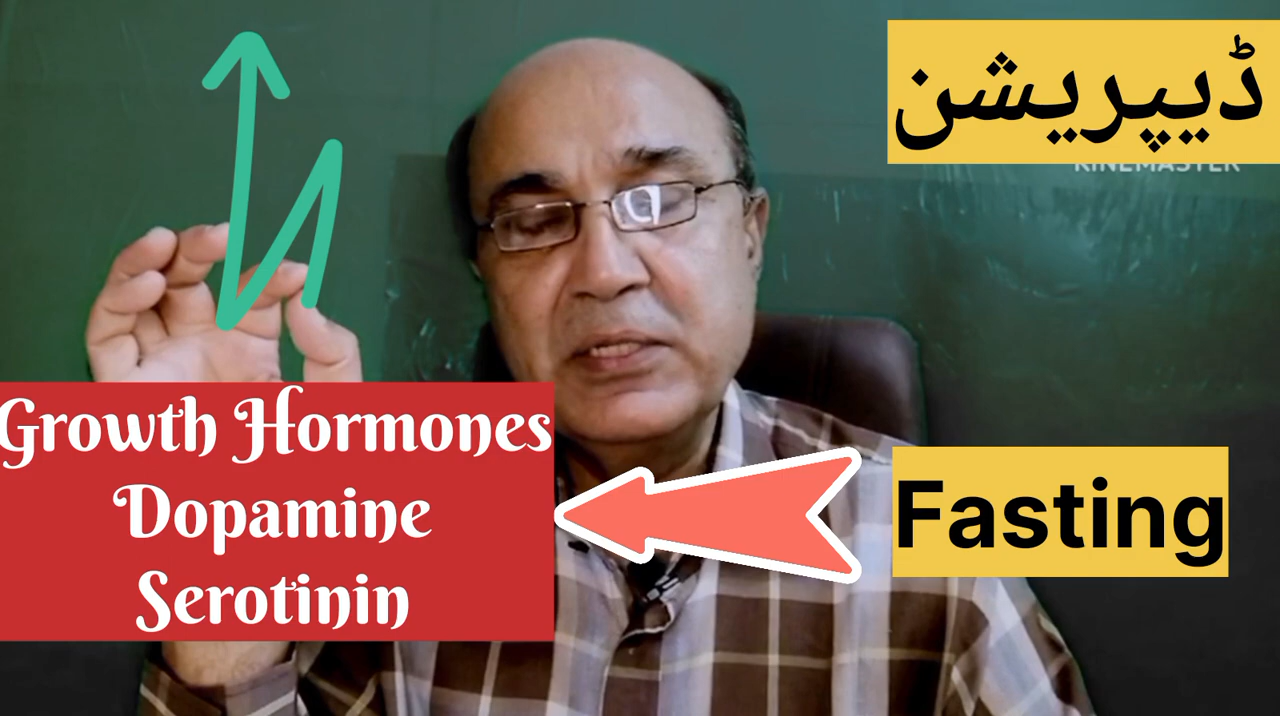 ڈیپریشن
KINEMASTER
Growth Hormones
Dopamine
Serotinin
Fasting